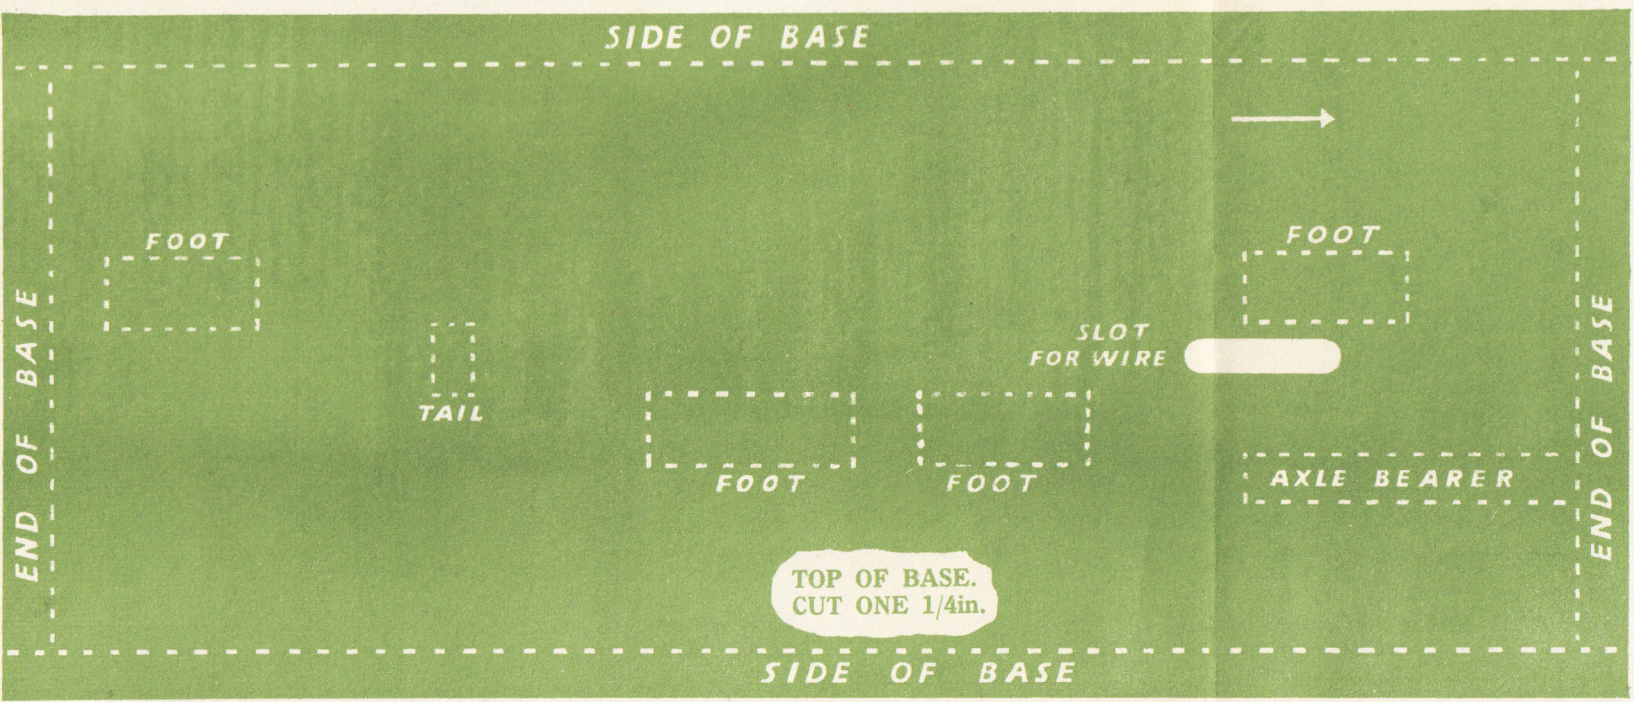 SIDE OF BASE
FOOT
FOOT
SLOT
FOR WIRE
TAIL
END OF BASE
END OF BASE
FOOT
FOOT
AXLE BEARER
TOP OF BASE.
CUT ONE 1/4in.
SIDE OF BASE